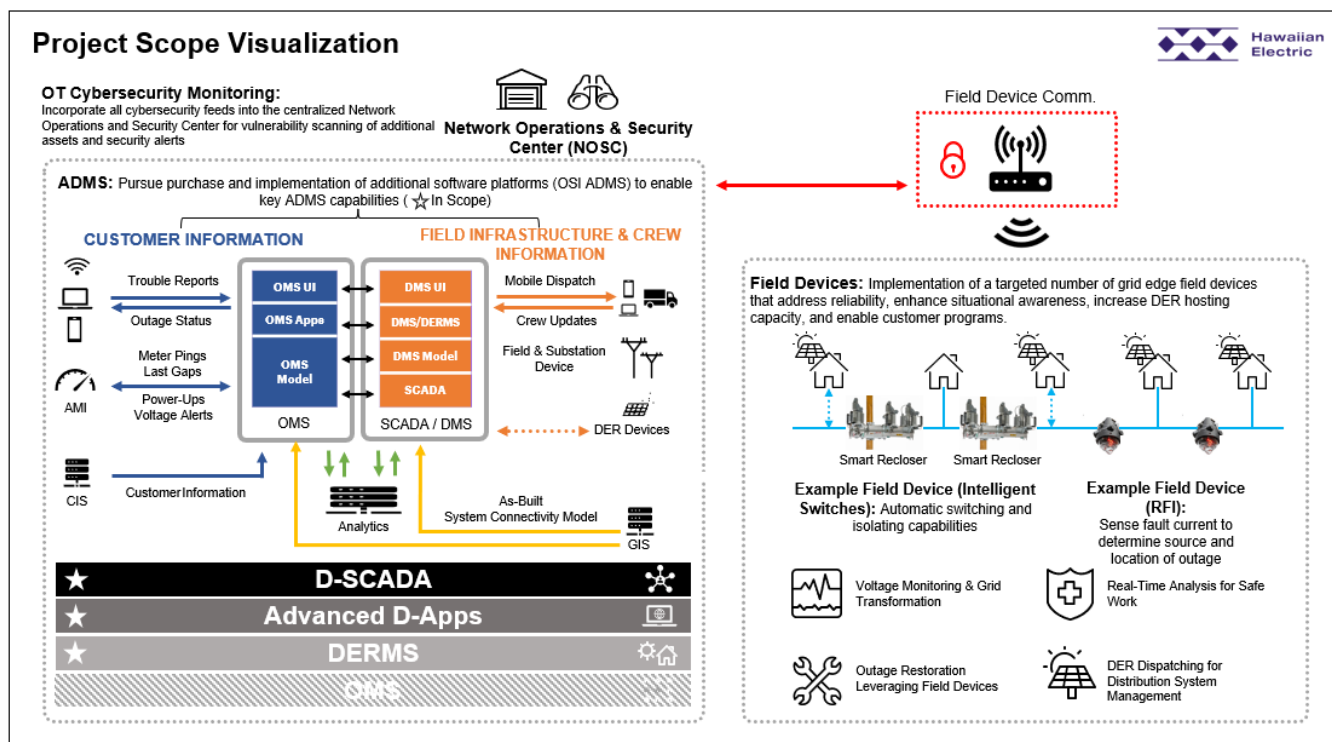 Project Scope Visualization
Hawaiian
Electric
OT Cybersecurity Monitoring:
Incorporate all cybersecurity feeds into the centralized Network
Operations and Security Center for vulnerability scanning of additional
assets and security alerts
Network Operations & Security
Center (NOSC)
Field Device Comm.
ADMS: Pursue purchase and implementation of additional software platforms (OSI ADMS) to enable
key ADMS capabilities ( ☆In Scope)
CUSTOMER INFORMATION
FIELD INFRASTRUCTURE & CREW
INFORMATION
Trouble Reports
Outage Status
Meter Pings
Last Gaps
Power-Ups
Voltage Alerts
AMI
CIS
Customer Information
OMS UI
OMS Apps
OMS
Model
OMS
DMS UI
DMS/DERMS
DMS Model
SCADA
SCADA / DMS
Mobile Dispatch
Crew Updates
Field & Substation
Device
DER Devices
Analytics
As-Built
System Connectivity Model
GIS
D-SCADA
Advanced D-Apps
DERMS
OMS
Field Devices: Implementation of a targeted number of grid edge field devices
that address reliability, enhance situational awareness, increase DER hosting
capacity, and enable customer programs.
Smart Recloser
Smart Recloser
Example Field Device (Intelligent
Switches): Automatic switching and
isolating capabilities
Example Field Device
(RFI):
Sense fault current to
determine source and
location of outage
Voltage Monitoring & Grid
Transformation
Real-Time Analysis for Safe
Work
Outage Restoration
Leveraging Field Devices
DER Dispatching for
Distribution System
Management